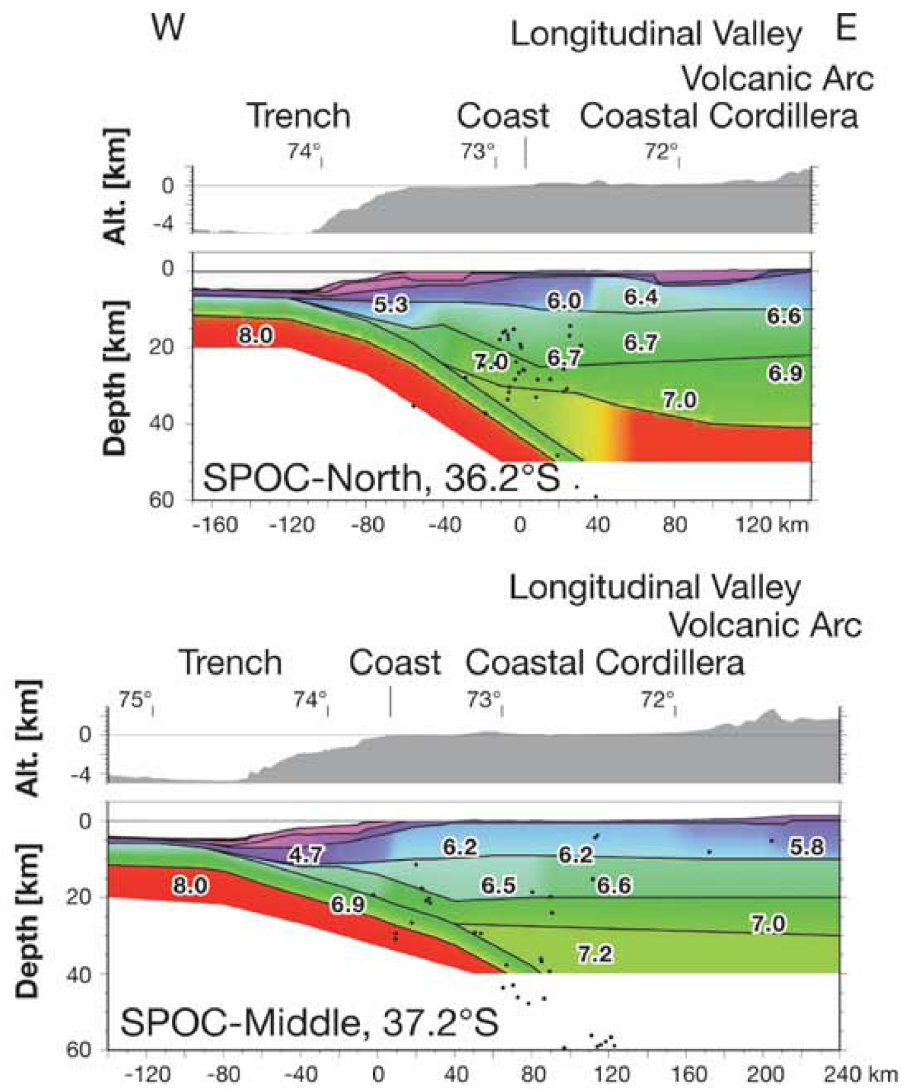 W
Longitudinal Valley E
Volcanic Arc
Trench Coast Coastal Cordillera
74° 73° 72°
Alt. [km]
0
-4
Depth [km]
0
20
40
60
5.3 6.0 6.4 6.6
8.0 7.0 6.7 6.7 6.9
7.0
SPOC-North, 36.2°S
-160 -120 -80 -40 0 40 80 120 km
Longitudinal Valley
Volcanic Arc
Trench Coast Coastal Cordillera
75° 74° 73° 72°
Alt. [km]
0
-4
Depth [km]
0
20
40
60
4.7 6.2 6.2 5.8
8.0 6.9 6.5 6.6 7.0
7.2
SPOC-Middle, 37.2°S
-120 -80 -40 0 40 80 120 160 200 240 km